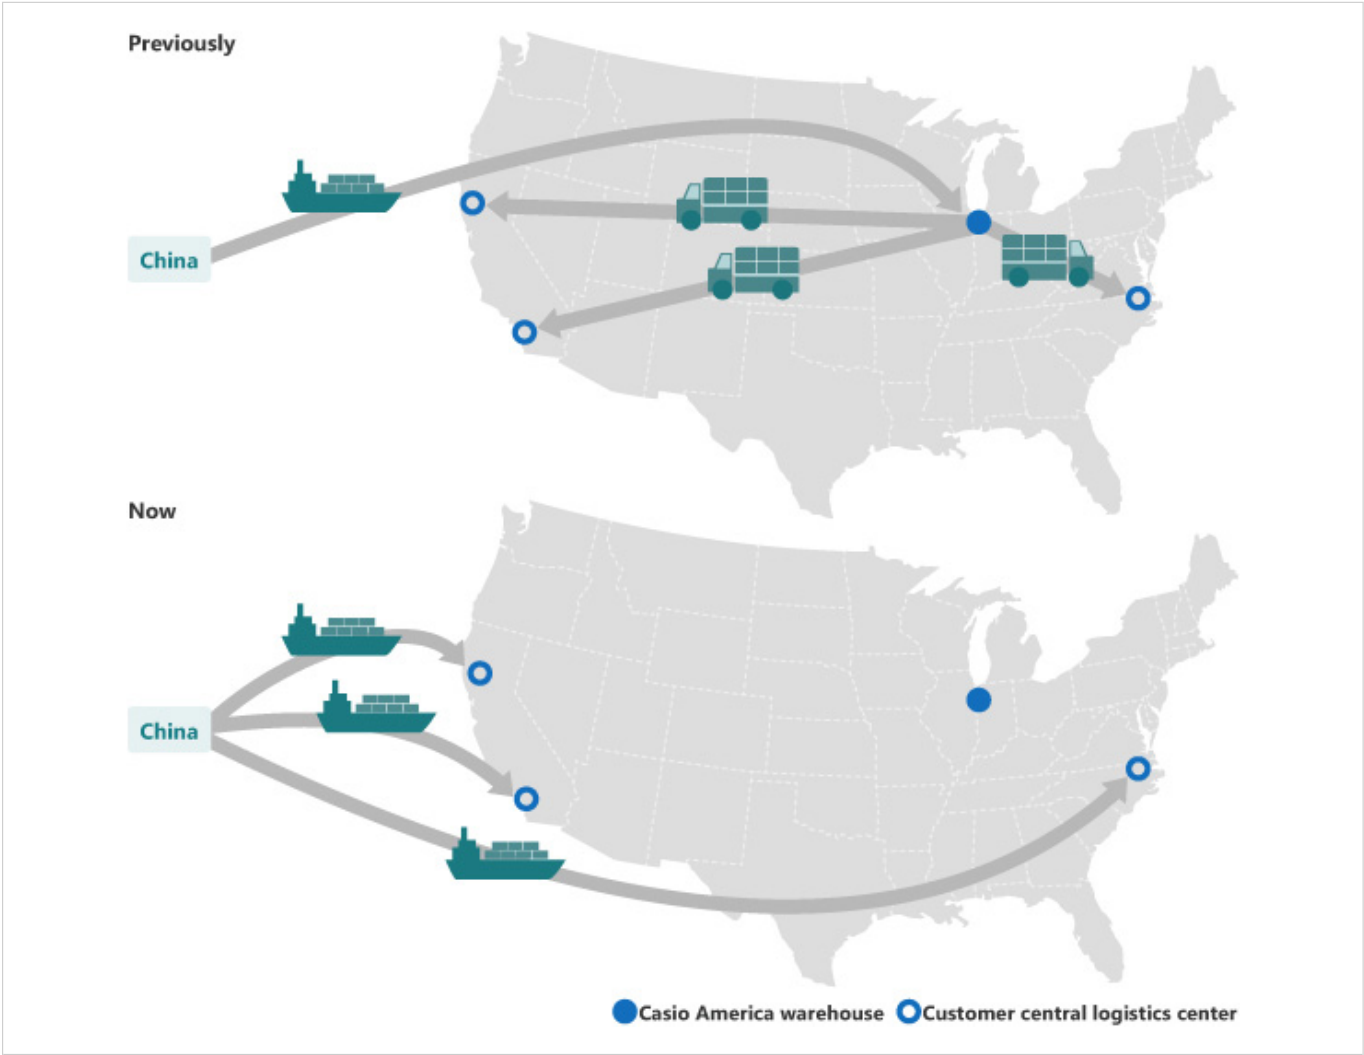 Previously
China
Now
China
Casio America warehouse
Customer central logistics center